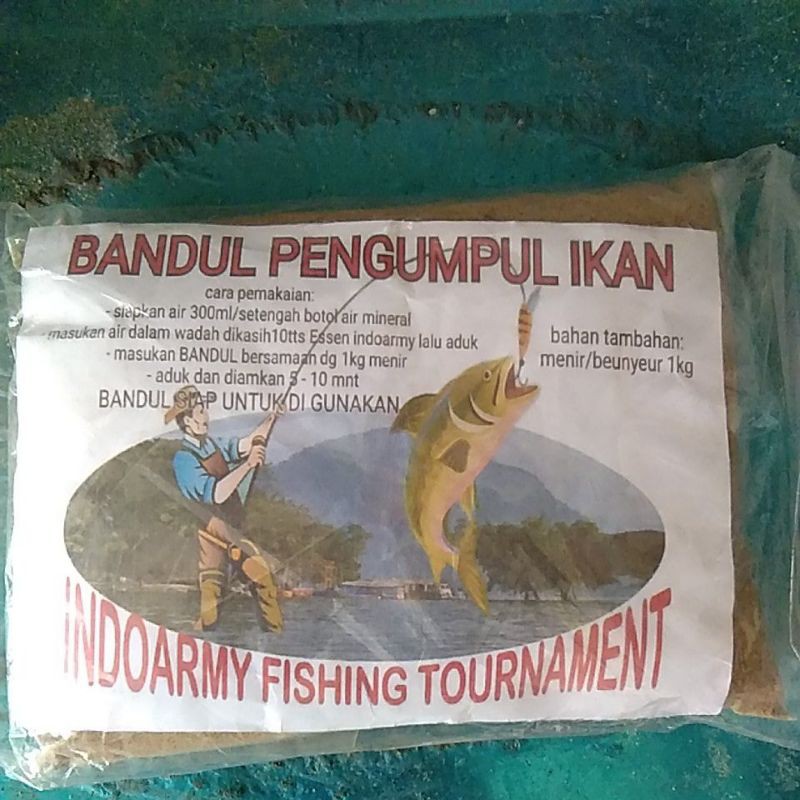 BANDUL PENGUMPUL IKAN
cara pemakaian:
- siapkan air 300ml/setengah botol air mineral
- masukan air dalam wadah dikasih10tts Essen indoarmy lalu aduk
- masukan BANDUL bersamaan dg 1kg menir
- aduk dan diamkan 5 - 10 mnt
BANDUL SIAP UNTUK DI GUNAKAN
bahan tambahan:
menir/beunyeur 1kg
iNDOARMY FISHING TOURNAMENT